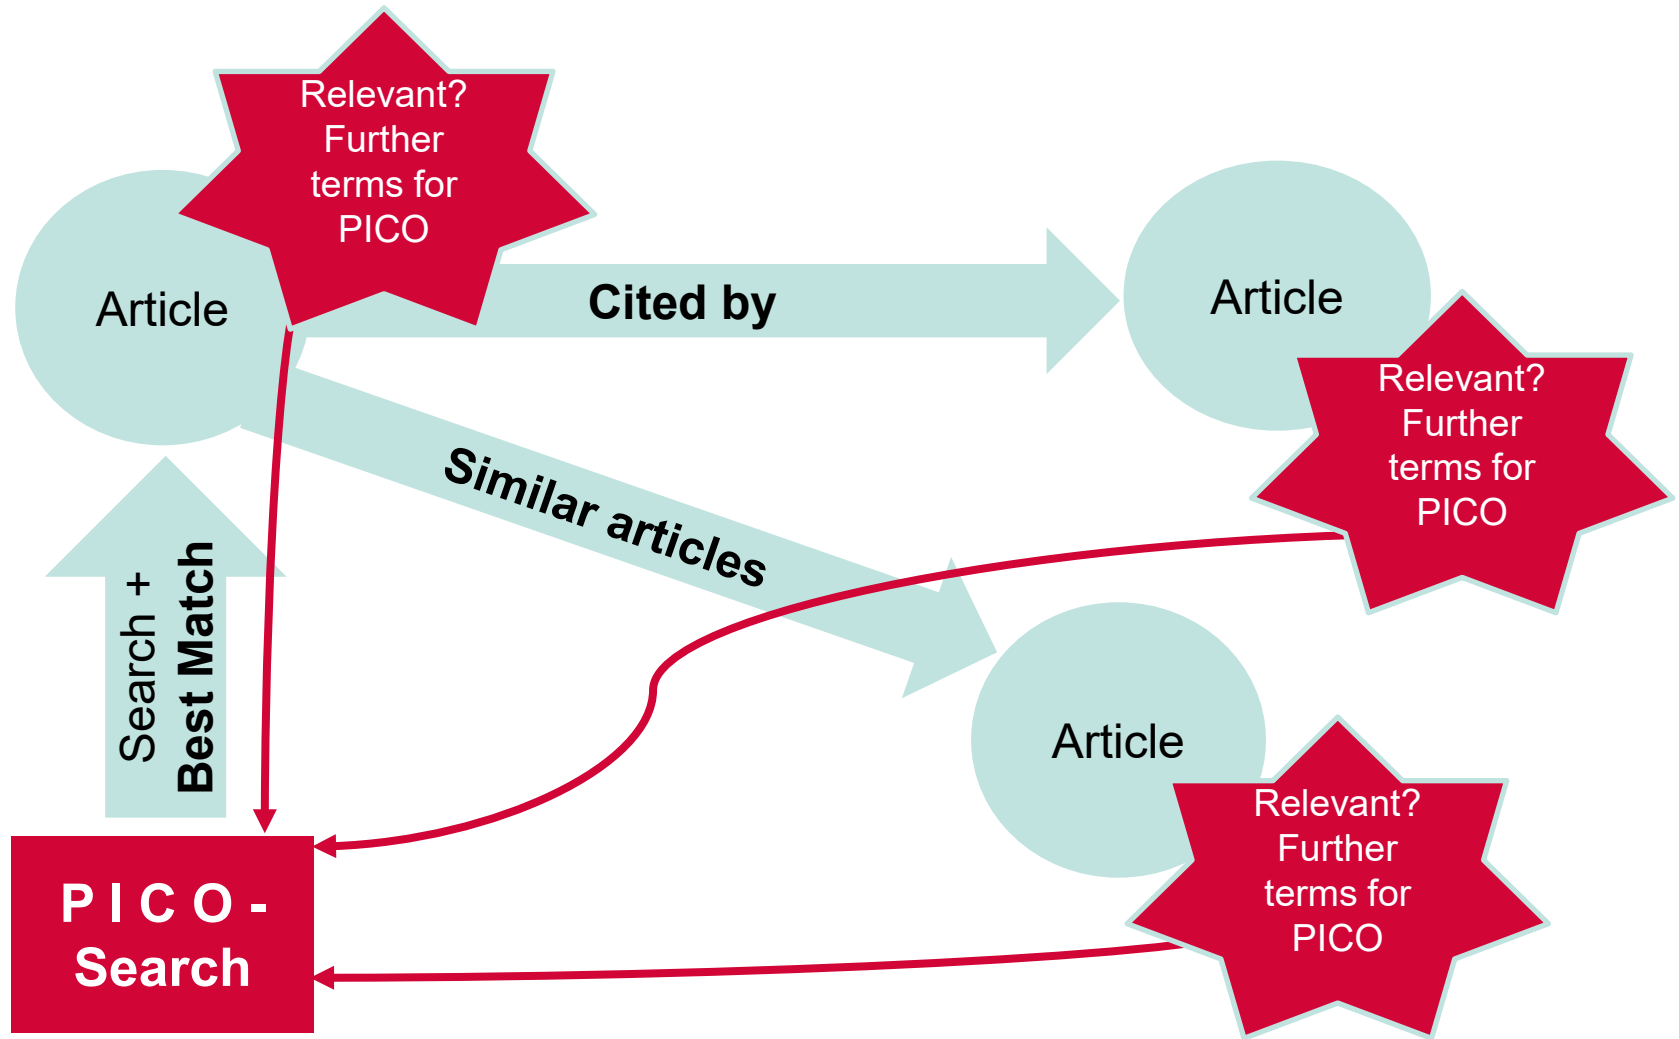 Relevant?
Further
terms for
PICO
Article
Cited by
Article
Relevant?
Further
terms for
PICO
Similar articles
Search +
Best Match
Article
Relevant?
Further
terms for
PICO
P I C O -
Search